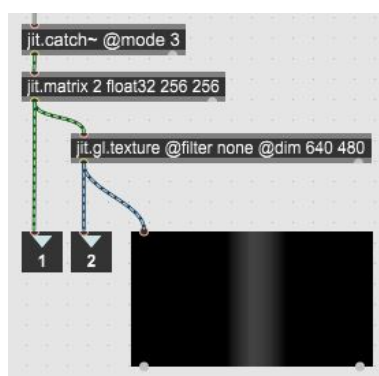 jit.catch~ @mode 3
jit.matrix 2 float32 256 256
jit.gl.texture @filter none @dim 640 480
1
2